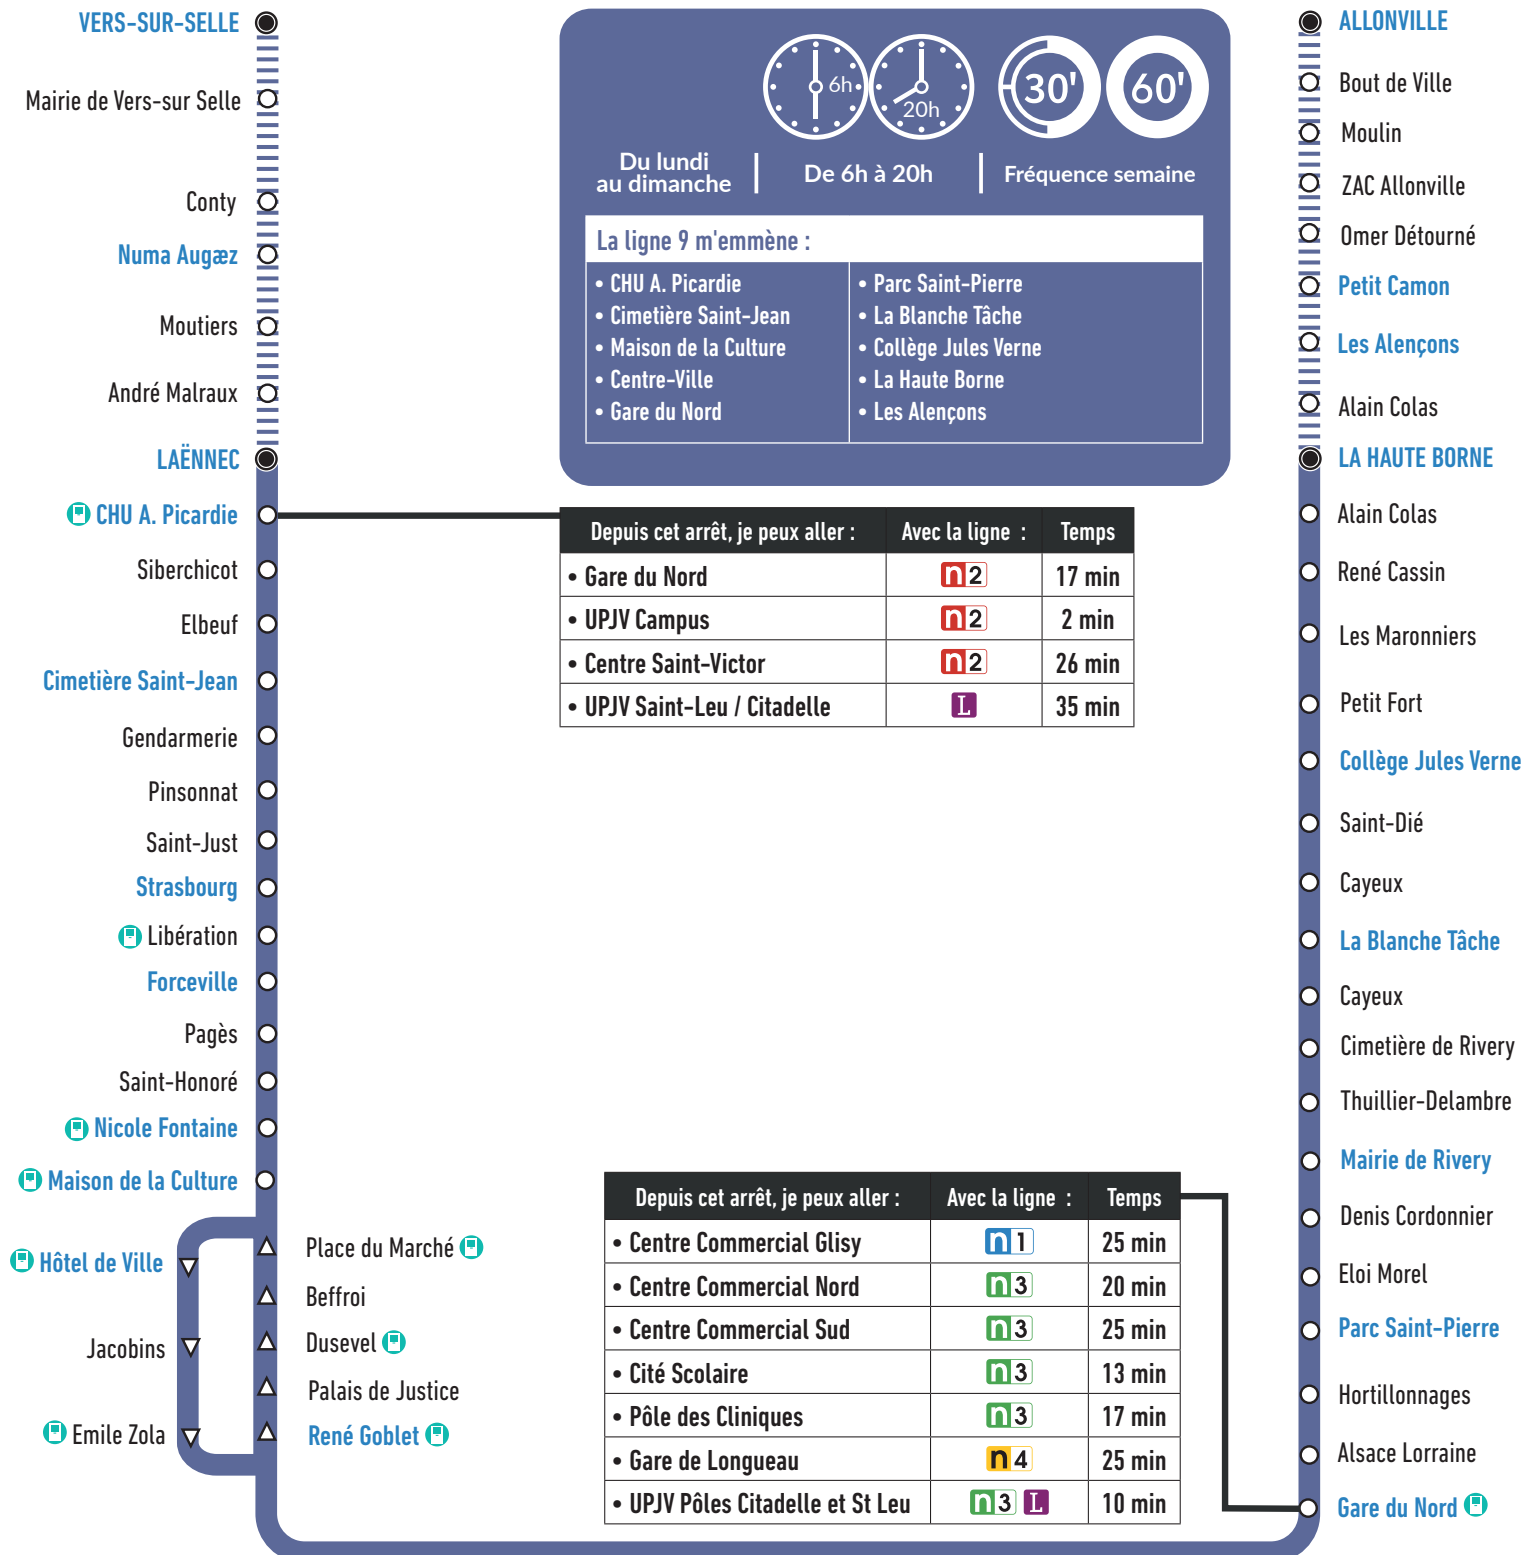 VERS-SUR-SELLE
Mairie de Vers-sur Selle
Conty
Numa Augæz
Moutiers
André Malraux
LAËNNEC
CHU A. Picardie
Siberchicot
Elbeuf
Cimetière Saint-Jean
Gendarmerie
Pinsonnat
Saint-Just
Strasbourg
Libération
Forceville
Pagès
Saint-Honoré
Nicole Fontaine
Maison de la Culture
Hôtel de Ville
Jacobins
Emile Zola
Place du Marché
Beffroi
Dusevel
Palais de Justice
René Goblet
6h
20h
30'
60'
Du lundi
au dimanche
De 6h à 20h
Fréquence semaine
La ligne 9 m'emmène :
• CHU A. Picardie
• Cimetière Saint-Jean
• Maison de la Culture
• Centre-Ville
• Gare du Nord
• Parc Saint-Pierre
• La Blanche Tâche
• Collège Jules Verne
• La Haute Borne
• Les Alençons
Depuis cet arrêt, je peux aller : Avec la ligne : Temps
• Gare du Nord n2 17 min
• UPJV Campus n2 2 min
• Centre Saint-Victor n2 26 min
• UPJV Saint-Leu / Citadelle L 35 min
Depuis cet arrêt, je peux aller : Avec la ligne : Temps
• Centre Commercial Glisy n1 25 min
• Centre Commercial Nord n3 20 min
• Centre Commercial Sud n3 25 min
• Cité Scolaire n3 13 min
• Pôle des Cliniques n3 17 min
• Gare de Longueau n4 25 min
• UPJV Pôles Citadelle et St Leu n3 L 10 min
ALLONVILLE
Bout de Ville
Moulin
ZAC Allonville
Omer Détourné
Petit Camon
Les Alençons
Alain Colas
LA HAUTE BORNE
Alain Colas
René Cassin
Les Maronniers
Petit Fort
Collège Jules Verne
Saint-Dié
Cayeux
La Blanche Tâche
Cayeux
Cimetière de Rivery
Thuillier-Delambre
Mairie de Rivery
Denis Cordonnier
Eloi Morel
Parc Saint-Pierre
Hortillonnages
Alsace Lorraine
Gare du Nord